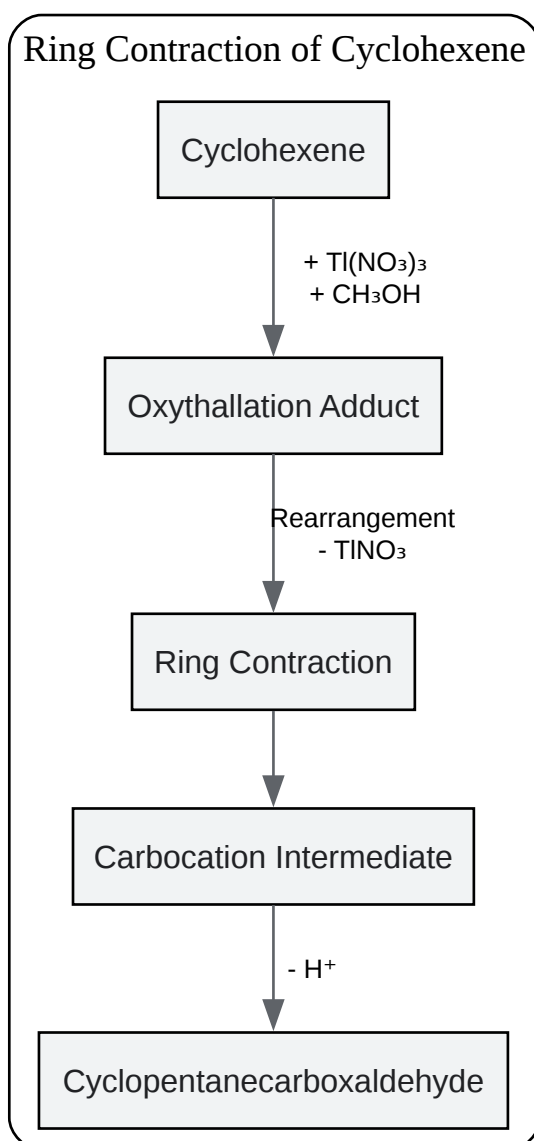 Ring Contraction of Cyclohexene
Cyclohexene
+ Tl(NO₃)₃
+ CH₃OH
Oxythallation Adduct
Rearrangement
- TlNO₃
Ring Contraction
Carbocation Intermediate
- H⁺
Cyclopentanecarboxaldehyde